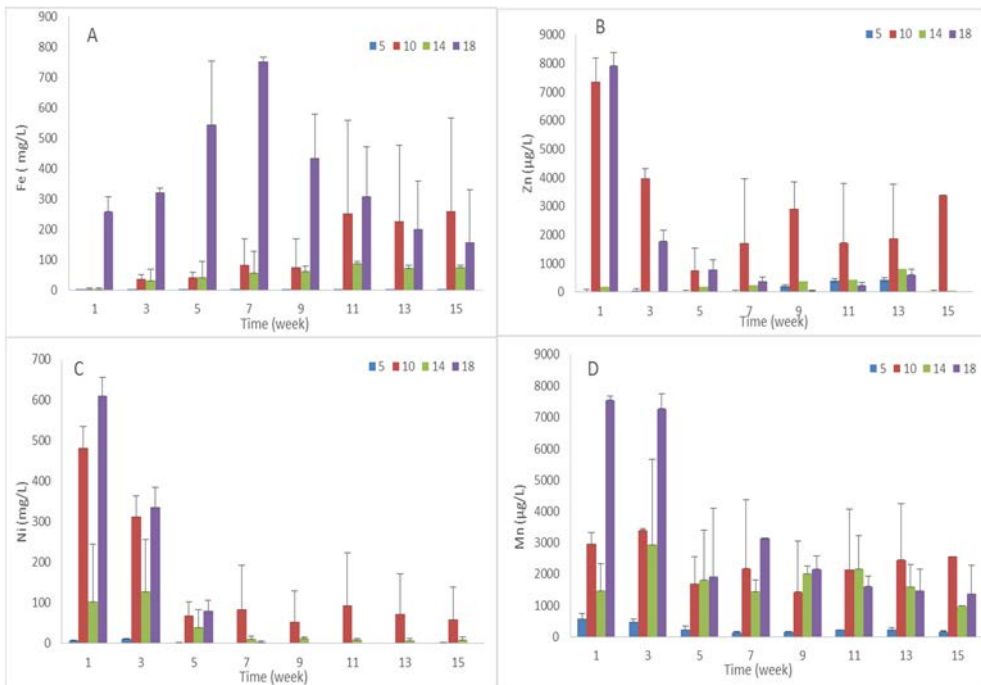 A
5 10 14 18
900
800
700
600
500
400
300
200
100
0
Fe ( mg/L)
1 3 5 7 9 11 13 15
Time (week)
B
5 10 14 18
9000
8000
7000
6000
5000
4000
3000
2000
1000
0
Zn (µg/L)
1 3 5 7 9 11 13 15
Time (week)
C
5 10 14 18
700
600
500
400
300
200
100
0
Ni (mg/L)
1 3 5 7 9 11 13 15
Time (week)
D
5 10 14 18
9000
8000
7000
6000
5000
4000
3000
2000
1000
0
Mn (µg/L)
1 3 5 7 9 11 13 15
Time (week)